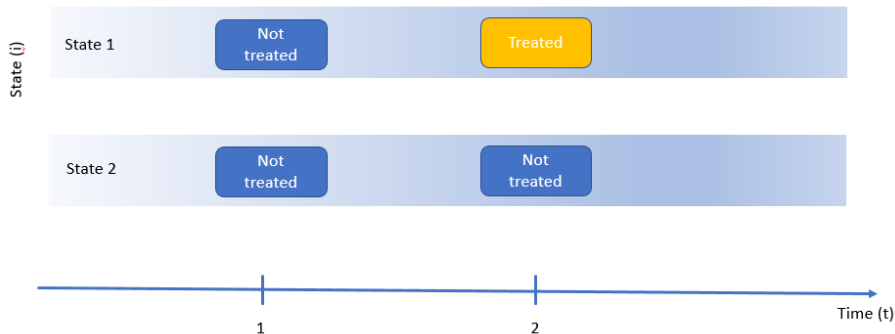 State (i)
State 1
Not
treated
Treated
State 2
Not
treated
Not
treated
1
2
Time (t)